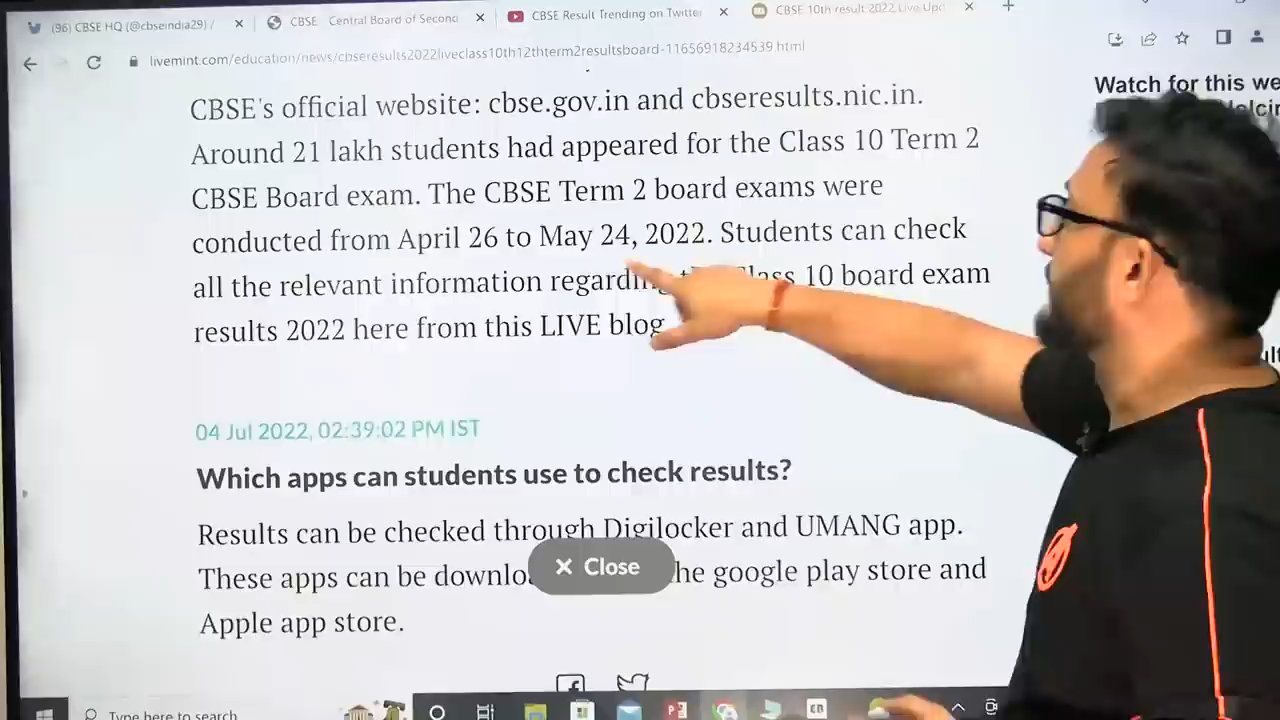 (96) CBSE HQ (@cbseindia29) /
CBSE Central Board of Second
CBSE Result Trending on Twitter
CBSE 10th result 2022 Live Upd
livemint.com/education/news/cbseresults2022liveclass10th12thterm2resultsboard-11656918234539.html
Watch for this we
CBSE's official website: cbse.gov.in and cbseresults.nic.in.
Around 21 lakh students had appeared for the Class 10 Term 2
CBSE Board exam. The CBSE Term 2 board exams were
conducted from April 26 to May 24, 2022. Students can check
all the relevant information regarding Class 10 board exam
results 2022 here from this LIVE blog
04 Jul 2022, 02:39:02 PM IST
Which apps can students use to check results?
Results can be checked through Digilocker and UMANG app.
These apps can be downlo he google play store and
× Close
Apple app store.
Type here to search